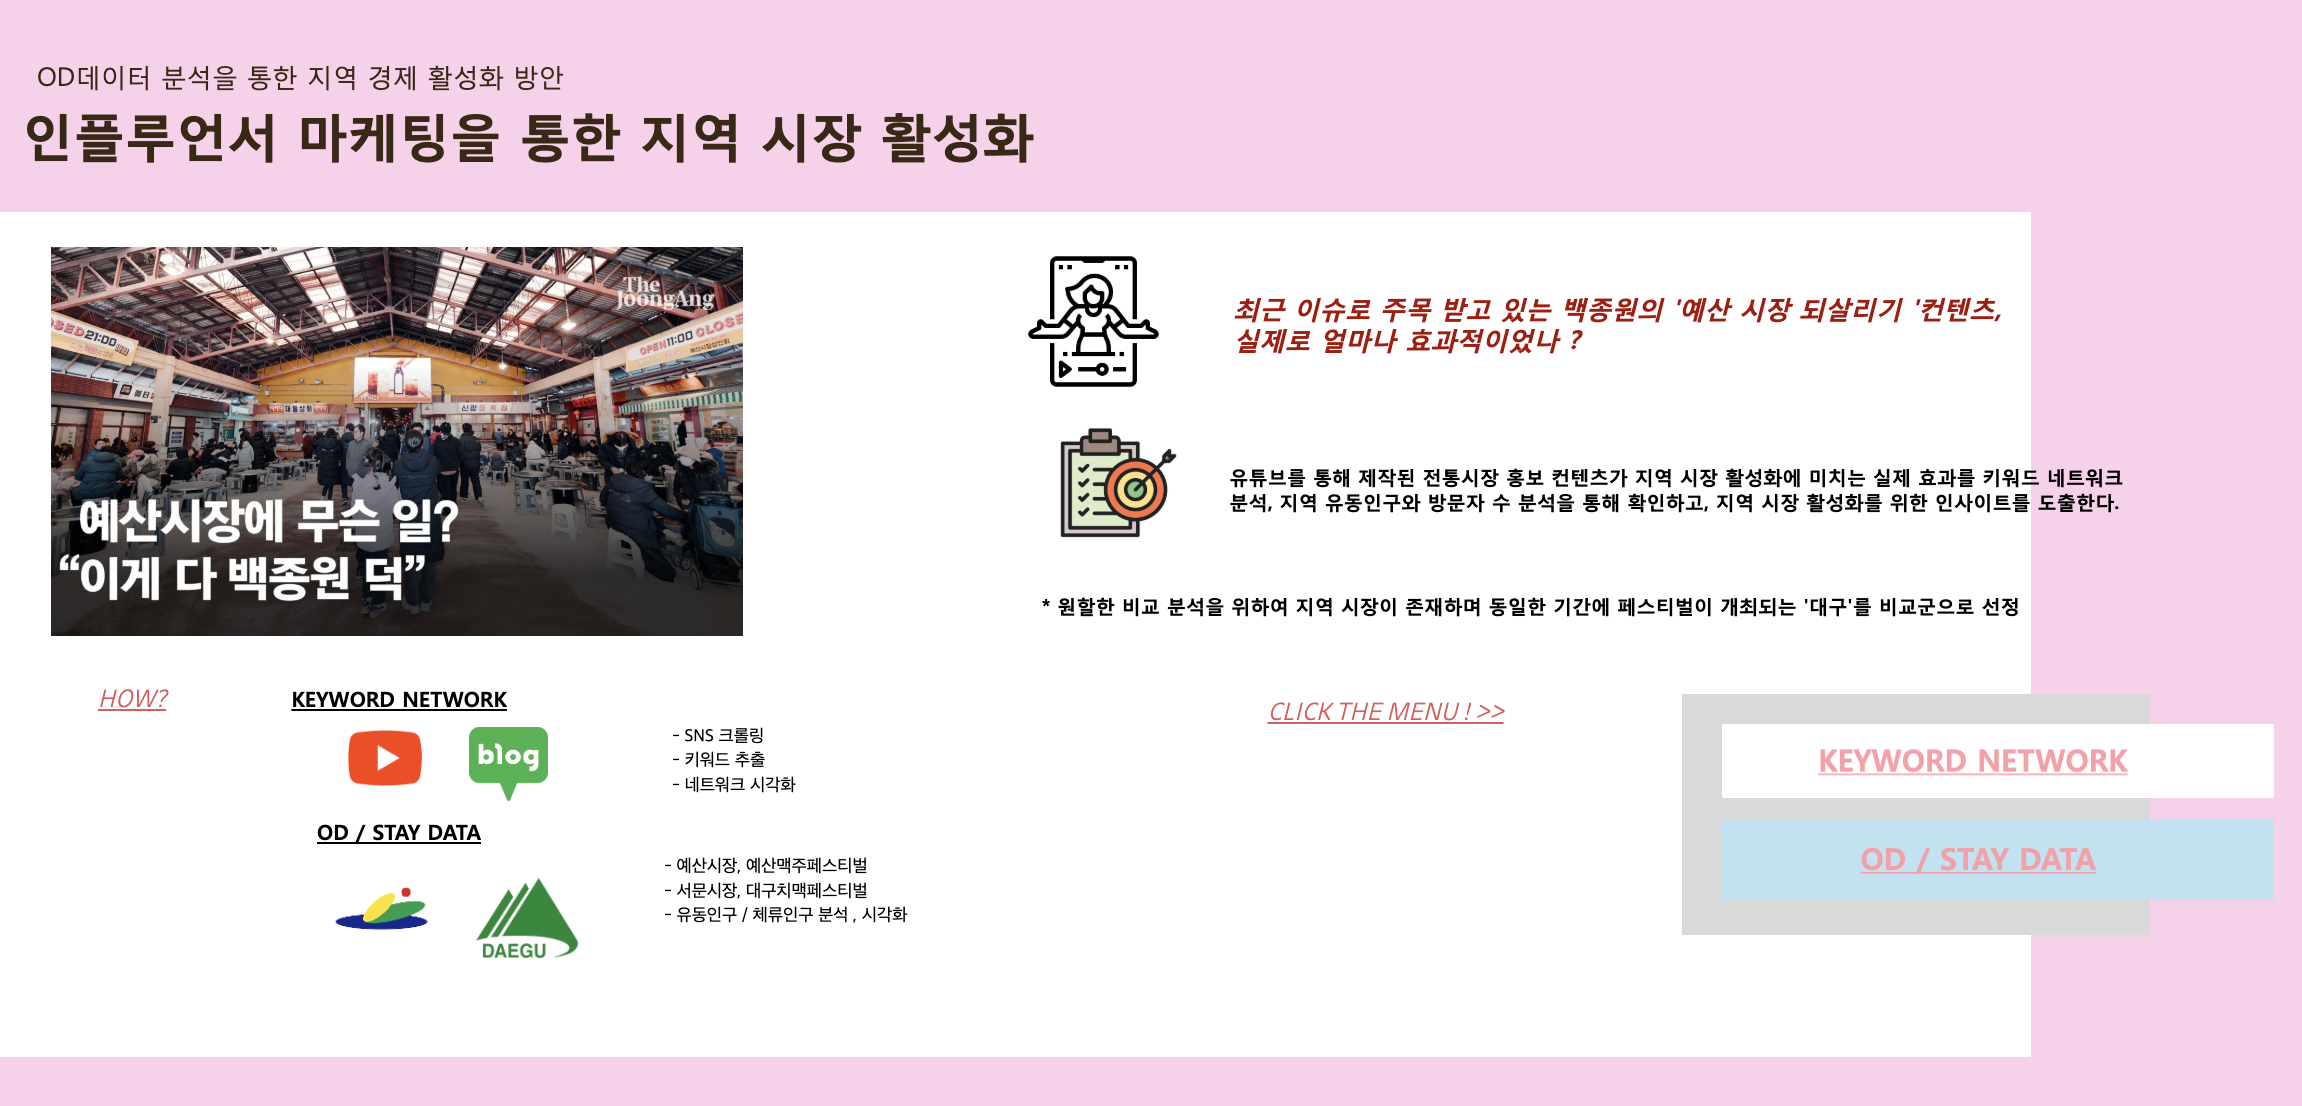 OD데이터 분석을 통한 지역 경제 활성화 방안
인플루언서 마케팅을 통한 지역 시장 활성화
The
JoongAng
21:00
OPEN11:00 CLOSE
예산시장에 무슨 일?
“이게 다 백종원 덕”
최근 이슈로 주목 받고 있는 백종원의 '예산 시장 되살리기 '컨텐츠,
실제로 얼마나 효과적이었나 ?
유튜브를 통해 제작된 전통시장 홍보 컨텐츠가 지역 시장 활성화에 미치는 실제 효과를 키워드 네트워크
분석, 지역 유동인구와 방문자 수 분석을 통해 확인하고, 지역 시장 활성화를 위한 인사이트를 도출한다.
* 원할한 비교 분석을 위하여 지역 시장이 존재하며 동일한 기간에 페스티벌이 개최되는 '대구'를 비교군으로 선정
HOW?
KEYWORD NETWORK
blog
- SNS 크롤링
- 키워드 추출
- 네트워크 시각화
OD / STAY DATA
DAEGU
- 예산시장, 예산맥주페스티벌
- 서문시장, 대구치맥페스티벌
- 유동인구 / 체류인구 분석 , 시각화
CLICK THE MENU ! >>
KEYWORD NETWORK
OD / STAY DATA